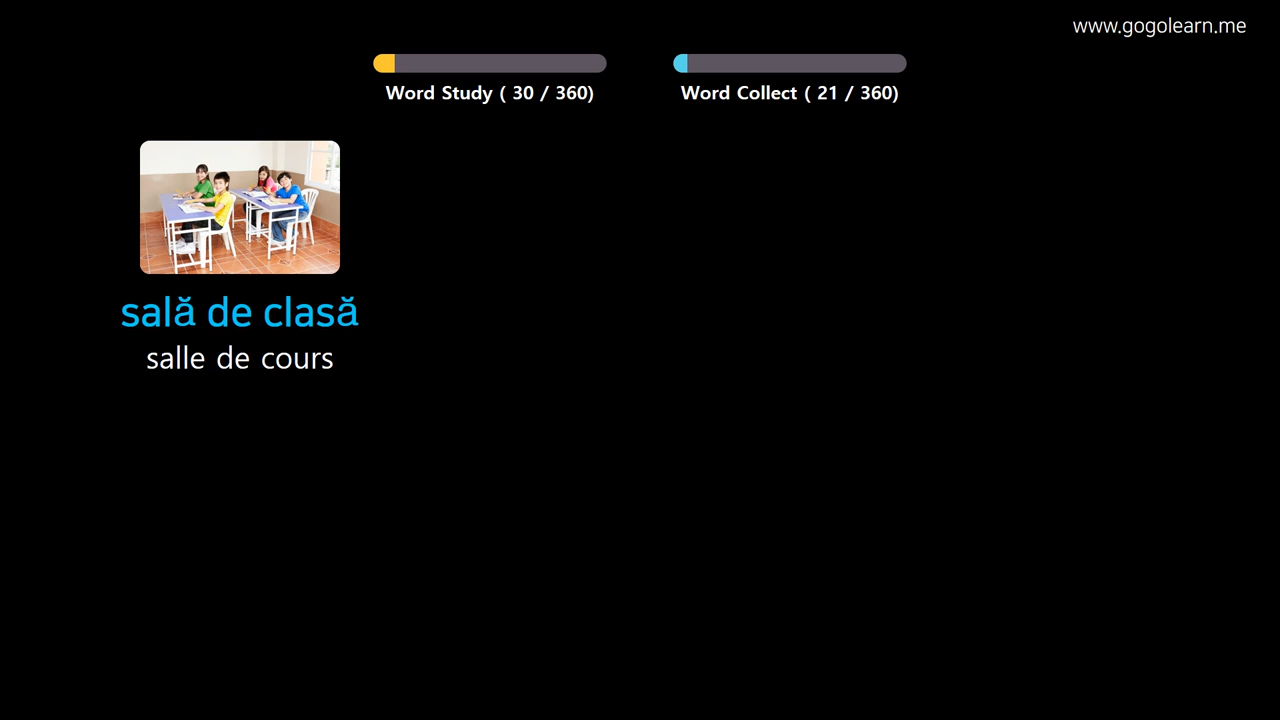 www.gogolearn.me
Word Study ( 30 / 360)
Word Collect ( 21 / 360)
sală de clasă
salle de cours